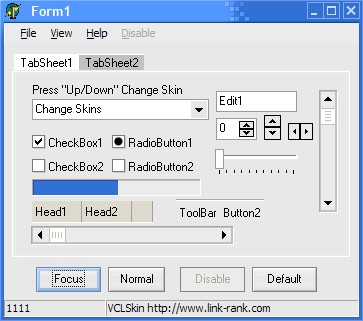 Form1
File View Help Disable
TabSheet1 TabSheet2
Press "Up/Down" Change Skin
Change Skins
Edit1
0
CheckBox1 RadioButton1
CheckBox2 RadioButton2
Head1 Head2
ToolBar Button2
Focus Normal Disable Default
1111 VCLSkin http://www.link-rank.com